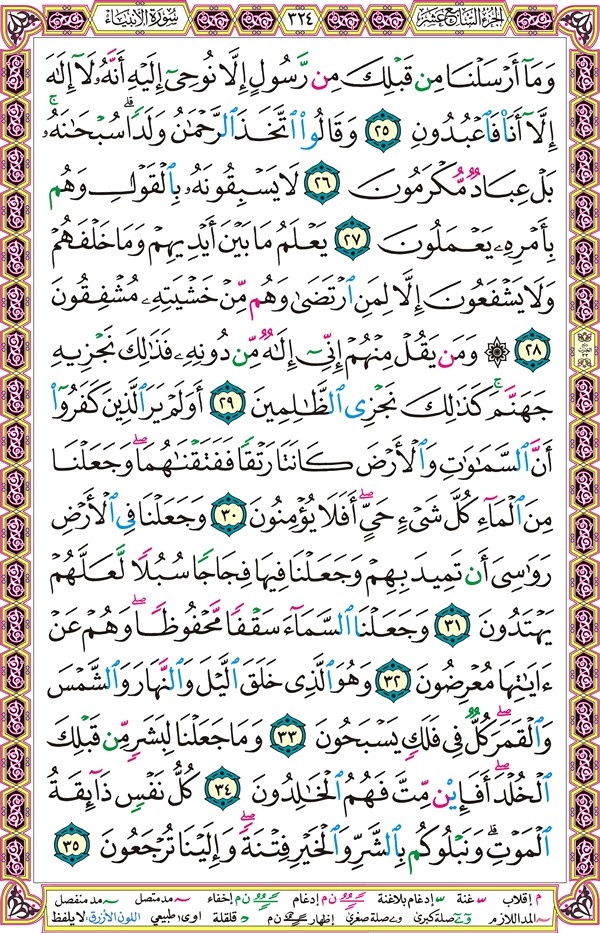 الجزء السابع عشر ٣٢٤ سورة الأنبياء
وَمَآ أَرْسَلْنَا مِن قَبْلِكَ مِن رَّسُولٍ إِلَّا نُوحِىٓ إِلَيْهِ أَنَّهُۥ لَآ إِلَٰهَ
إِلَّآ أَنَا۠ فَٱعْبُدُونِ ٢٥ وَقَالُوا۟ ٱتَّخَذَ ٱلرَّحْمَٰنُ وَلَدًا ۗ سُبْحَٰنَهُۥ ۚ
بَلْ عِبَادٌ مُّكْرَمُونَ ٢٦ لَا يَسْبِقُونَهُۥ بِٱلْقَوْلِ وَهُم
بِأَمْرِهِۦ يَعْمَلُونَ ٢٧ يَعْلَمُ مَا بَيْنَ أَيْدِيهِمْ وَمَا خَلْفَهُمْ
وَلَا يَشْفَعُونَ إِلَّا لِمَنِ ٱرْتَضَىٰ وَهُم مِّنْ خَشْيَتِهِۦ مُشْفِقُونَ
٢٨ ۞ وَمَن يَقُلْ مِنْهُمْ إِنِّىٓ إِلَٰهٌ مِّن دُونِهِۦ فَذَٰلِكَ نَجْزِيهِ
جَهَنَّمَ ۚ كَذَٰلِكَ نَجْزِى ٱلظَّٰلِمِينَ ٢٩ أَوَلَمْ يَرَ ٱلَّذِينَ كَفَرُوٓا۟
أَنَّ ٱلسَّمَٰوَٰتِ وَٱلْأَرْضَ كَانَتَا رَتْقًا فَفَتَقْنَٰهُمَا ۖ وَجَعَلْنَا
مِنَ ٱلْمَآءِ كُلَّ شَىْءٍ حَىٍّ ۖ أَفَلَا يُؤْمِنُونَ ٣٠ وَجَعَلْنَا فِى ٱلْأَرْضِ
رَوَٰسِىَ أَن تَمِيدَ بِهِمْ وَجَعَلْنَا فِيهَا فِجَاجًا سُبُلًا لَّعَلَّهُمْ
يَهْتَدُونَ ٣١ وَجَعَلْنَا ٱلسَّمَآءَ سَقْفًا مَّحْفُوظًا ۖ وَهُمْ عَنْ
ءَايَٰتِهَا مُعْرِضُونَ ٣٢ وَهُوَ ٱلَّذِى خَلَقَ ٱلَّيْلَ وَٱلنَّهَارَ وَٱلشَّمْسَ
وَٱلْقَمَرَ ۖ كُلٌّ فِى فَلَكٍ يَسْبَحُونَ ٣٣ وَمَا جَعَلْنَا لِبَشَرٍ مِّن قَبْلِكَ
ٱلْخُلْدَ ۖ أَفَإِي۟ن مِّتَّ فَهُمُ ٱلْخَٰلِدُونَ ٣٤ كُلُّ نَفْسٍ ذَآئِقَةُ
ٱلْمَوْتِ ۗ وَنَبْلُوكُم بِٱلشَّرِّ وَٱلْخَيْرِ فِتْنَةً ۖ وَإِلَيْنَا تُرْجَعُونَ ٣٥
م إقلاب غنة إدغام بلاغنة ن م إدغام ن م إخفاء مد متصل مد منفصل
المد اللازم صلة كبرى صلة صغرى إظهار ن م قلقلة اوى طبيعي اللون الأزرق: لا يلفظ